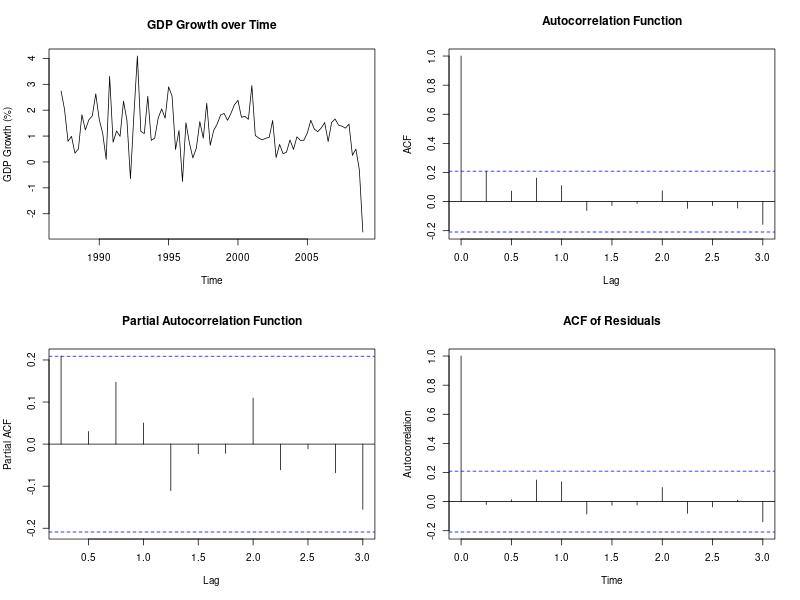 GDP Growth over Time
GDP Growth (%)
4
3
2
1
0
-1
-2
1990 1995 2000 2005
Time
Autocorrelation Function
ACF
1.0
0.8
0.6
0.4
0.2
0.0
-0.2
0.0 0.5 1.0 1.5 2.0 2.5 3.0
Lag
Partial Autocorrelation Function
Partial ACF
0.2
0.1
0.0
-0.1
-0.2
0.5 1.0 1.5 2.0 2.5 3.0
Lag
ACF of Residuals
Autocorrelation
1.0
0.8
0.6
0.4
0.2
0.0
-0.2
0.0 0.5 1.0 1.5 2.0 2.5 3.0
Time